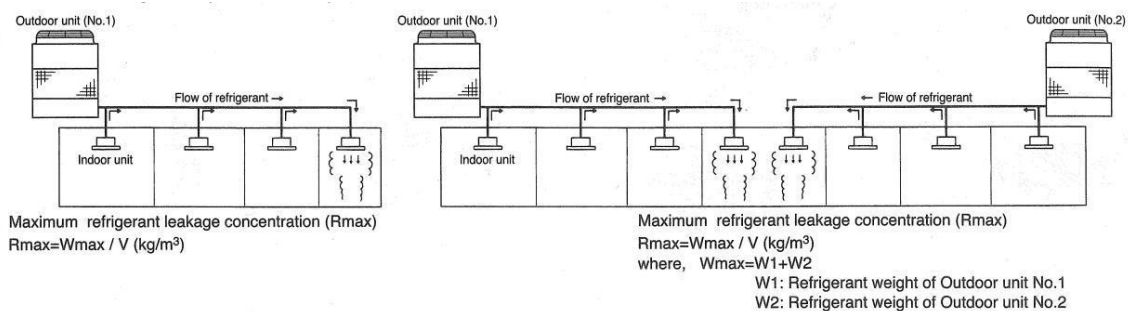 Outdoor unit (No.1)
Flow of refrigerant →
Indoor unit
Maximum refrigerant leakage concentration (Rmax)
Rmax=Wmax / V (kg/m³)
Outdoor unit (No.1)
Outdoor unit (No.2)
Flow of refrigerant →
← Flow of refrigerant
Indoor unit
Maximum refrigerant leakage concentration (Rmax)
Rmax=Wmax / V (kg/m³)
where, Wmax=W1+W2
W1: Refrigerant weight of Outdoor unit No.1
W2: Refrigerant weight of Outdoor unit No.2